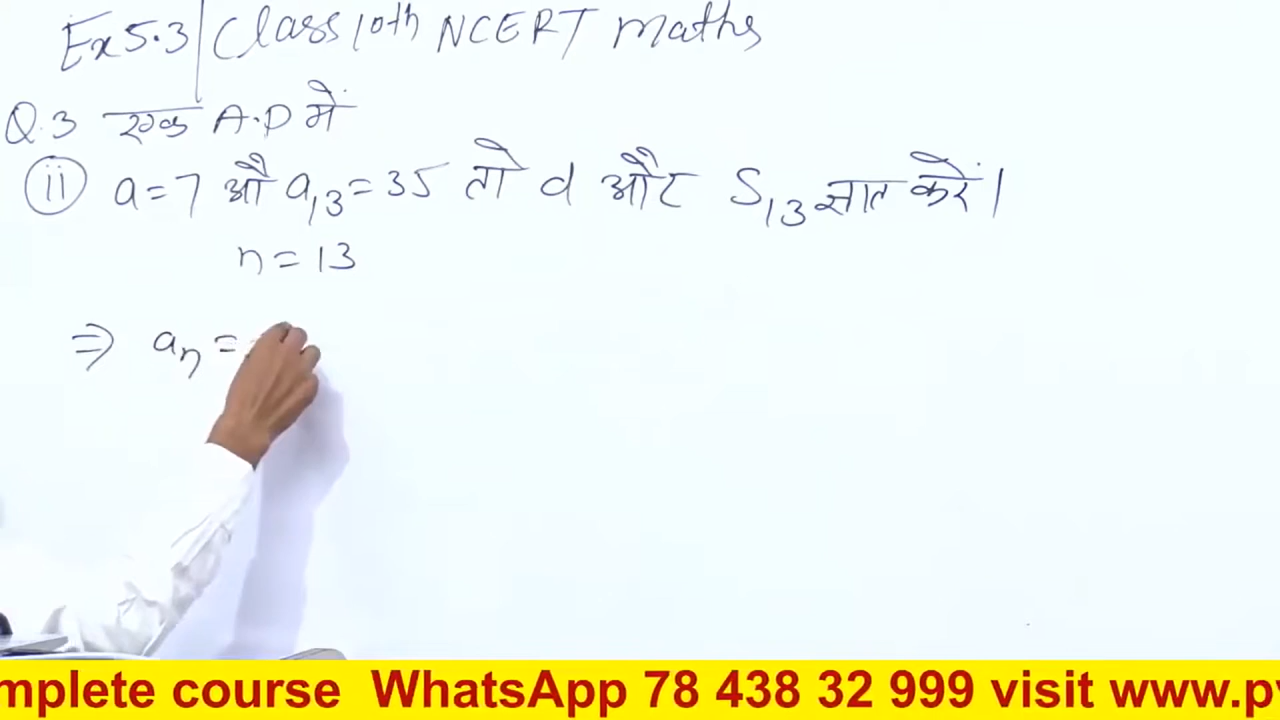 Ex 5.3 | Class 10th NCERT maths
Q.3 एक A.P में
(ii) a = 7 औ a₁₃ = 35 तो d और S₁₃ ज्ञात करें।
n = 13
⇒ aₙ =
mplete course WhatsApp 78 438 32 999 visit www.p